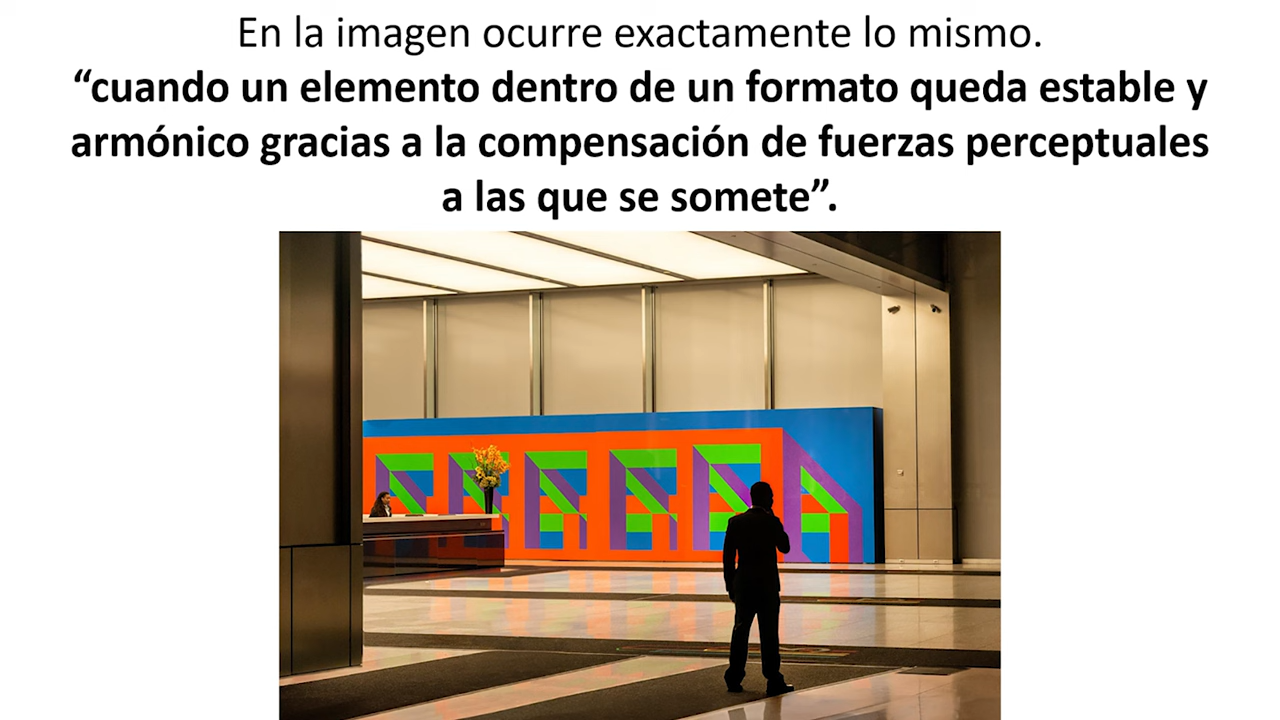 En la imagen ocurre exactamente lo mismo.
“cuando un elemento dentro de un formato queda estable y
armónico gracias a la compensación de fuerzas perceptuales
a las que se somete”.